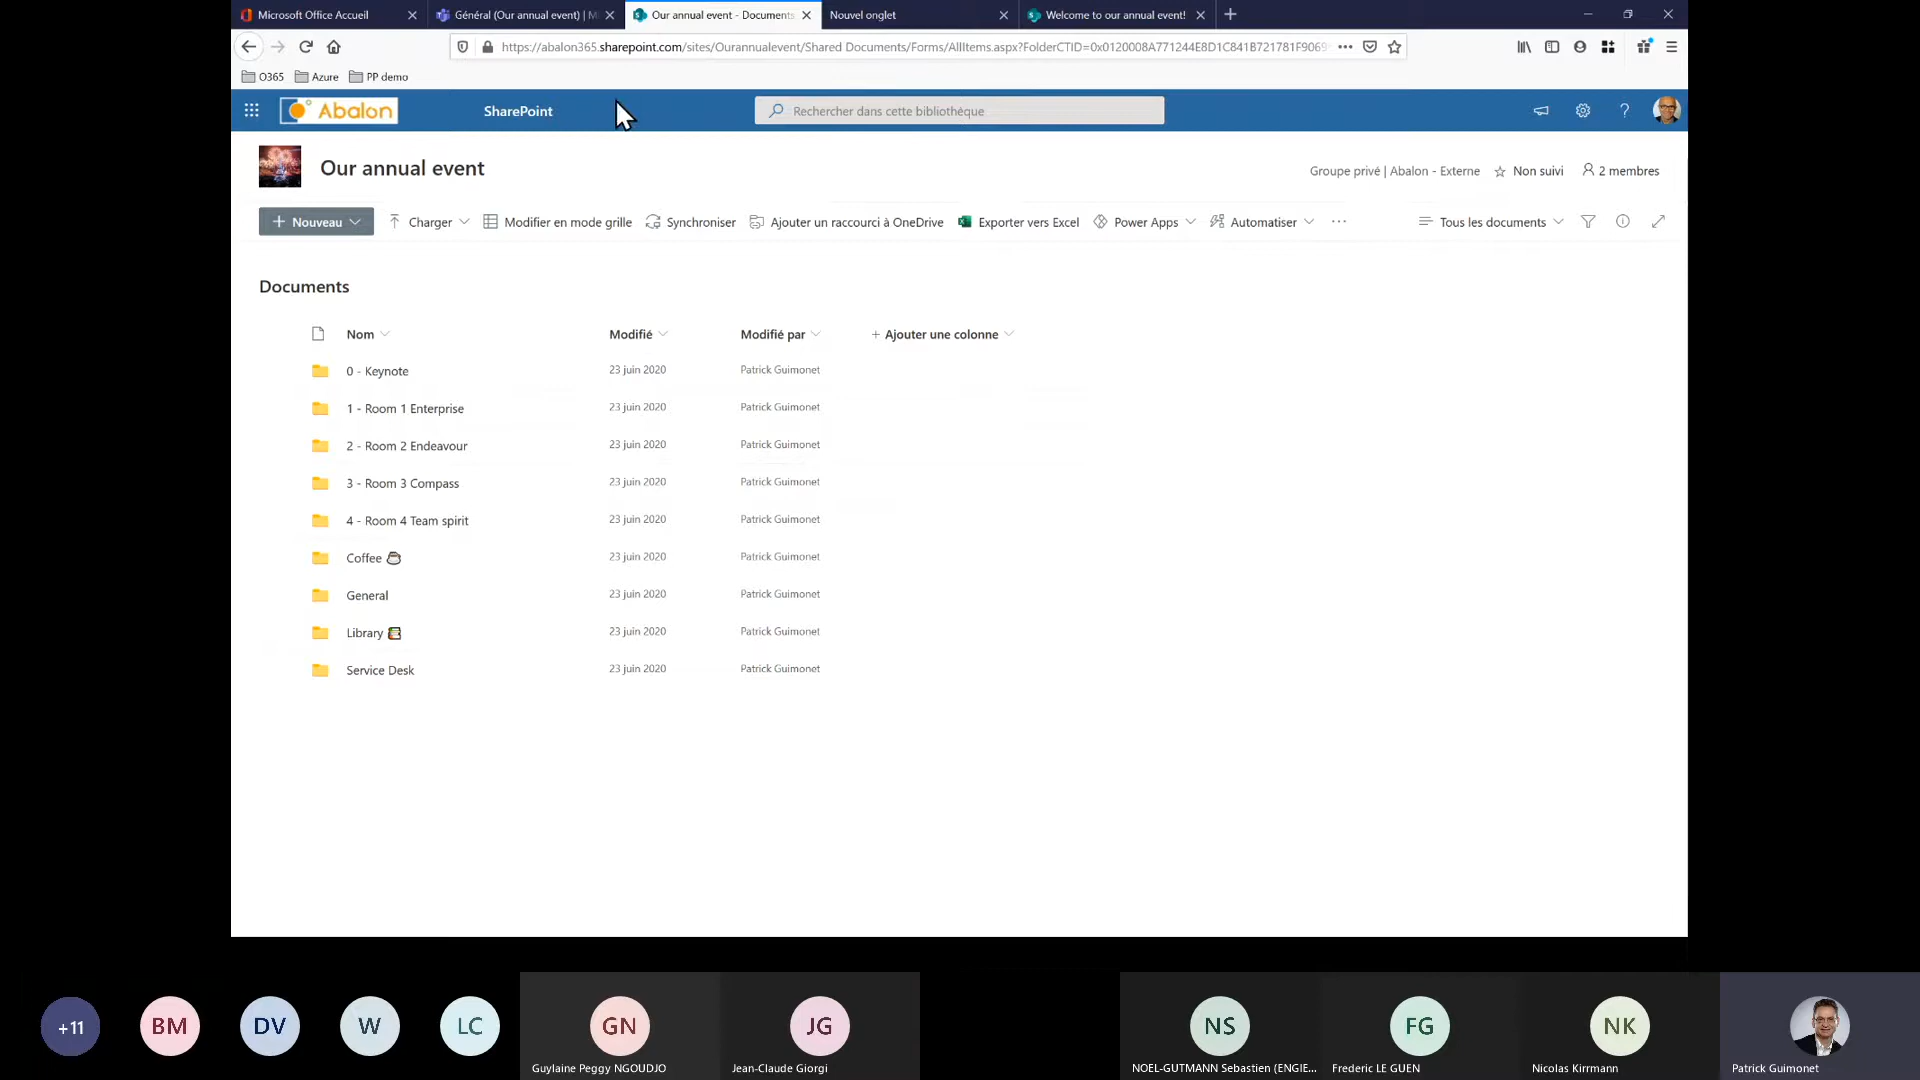 Microsoft Office Accueil
Général (Our annual event) | Mi
Our annual event - Documents
Nouvel onglet
Welcome to our annual event!
https://abalon365.sharepoint.com/sites/Ourannualevent/Shared Documents/Forms/AllItems.aspx?FolderCTID=0x0120008A771244E8D1C841B721781F9069
O365
Azure
PP demo
Abalon
SharePoint
Rechercher dans cette bibliothèque
Our annual event
Groupe privé | Abalon - Externe
Non suivi
2 membres
+ Nouveau
Charger
Modifier en mode grille
Synchroniser
Ajouter un raccourci à OneDrive
Exporter vers Excel
Power Apps
Automatiser
...
Tous les documents
Documents
Nom Modifié Modifié par + Ajouter une colonne
0 - Keynote 23 juin 2020 Patrick Guimonet
1 - Room 1 Enterprise 23 juin 2020 Patrick Guimonet
2 - Room 2 Endeavour 23 juin 2020 Patrick Guimonet
3 - Room 3 Compass 23 juin 2020 Patrick Guimonet
4 - Room 4 Team spirit 23 juin 2020 Patrick Guimonet
Coffee ☕ 23 juin 2020 Patrick Guimonet
General 23 juin 2020 Patrick Guimonet
Library 📔 23 juin 2020 Patrick Guimonet
Service Desk 23 juin 2020 Patrick Guimonet
+11
BM
DV
W
LC
GN
JG
NS
FG
NK
Guylaine Peggy NGOUDJO
Jean-Claude Giorgi
NOEL-GUTMANN Sebastien (ENGIE...
Frederic LE GUEN
Nicolas Kirrmann
Patrick Guimonet